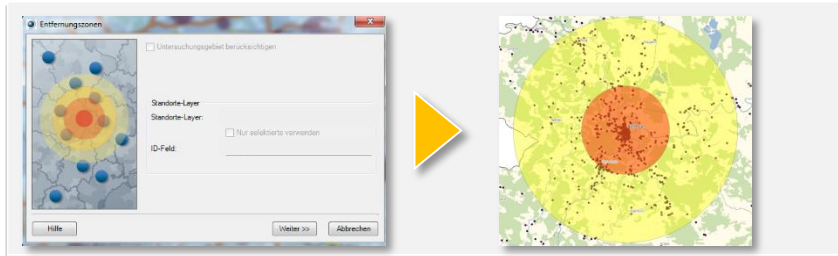 Entfernungszonen
Untersuchungsgebiet berücksichtigen
Standorte-Layer
Standorte-Layer:
Nur selektierte verwenden
ID-Feld:
Hilfe
Weiter >>
Abbrechen